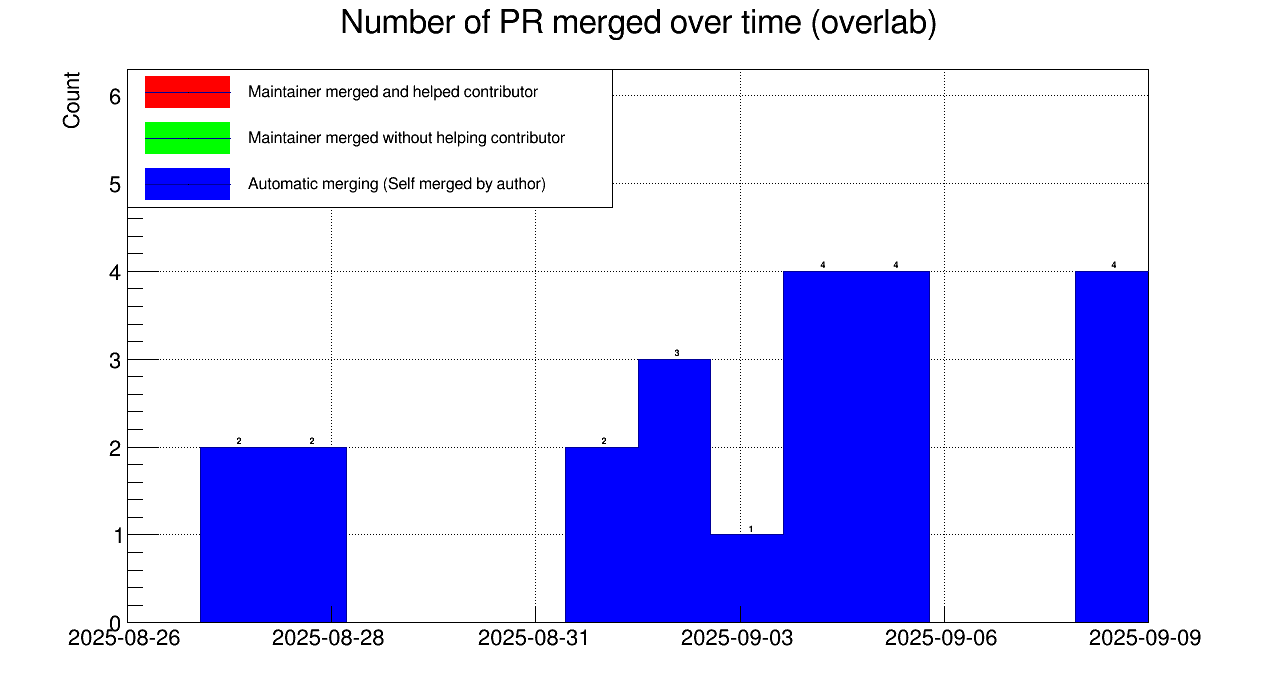 Number of PR merged over time (overlab)
Count
Maintainer merged and helped contributor
Maintainer merged without helping contributor
Automatic merging (Self merged by author)
6
5
4
3
2
1
0
2 2 2 3 1 4 4 4
2025-08-26 2025-08-28 2025-08-31 2025-09-03 2025-09-06 2025-09-09